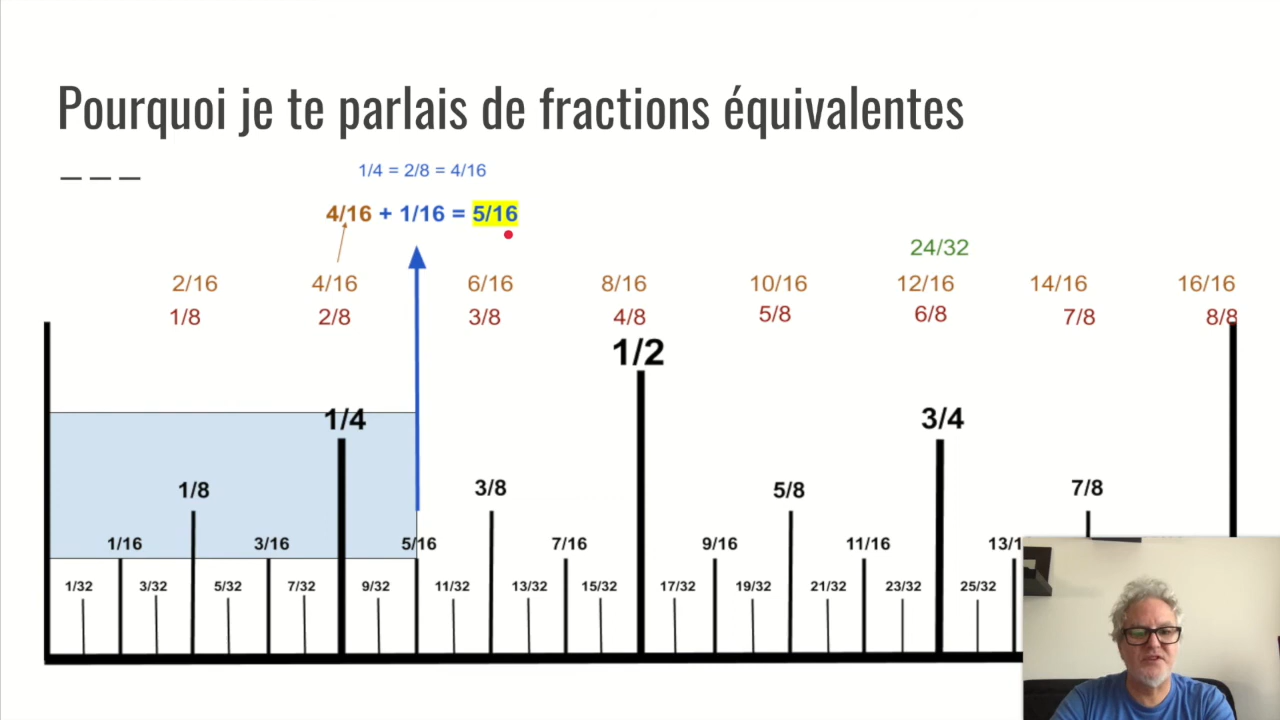 Pourquoi je te parlais de fractions équivalentes
1/4 = 2/8 = 4/16
4/16 + 1/16 = 5/16
24/32
2/16 4/16 6/16 8/16 10/16 12/16 14/16 16/16
1/8 2/8 3/8 4/8 5/8 6/8 7/8 8/8
1/2
1/4 3/4
1/8 3/8 5/8 7/8
1/16 3/16 5/16 7/16 9/16 11/16 13/1
1/32 3/32 5/32 7/32 9/32 11/32 13/32 15/32 17/32 19/32 21/32 23/32 25/32